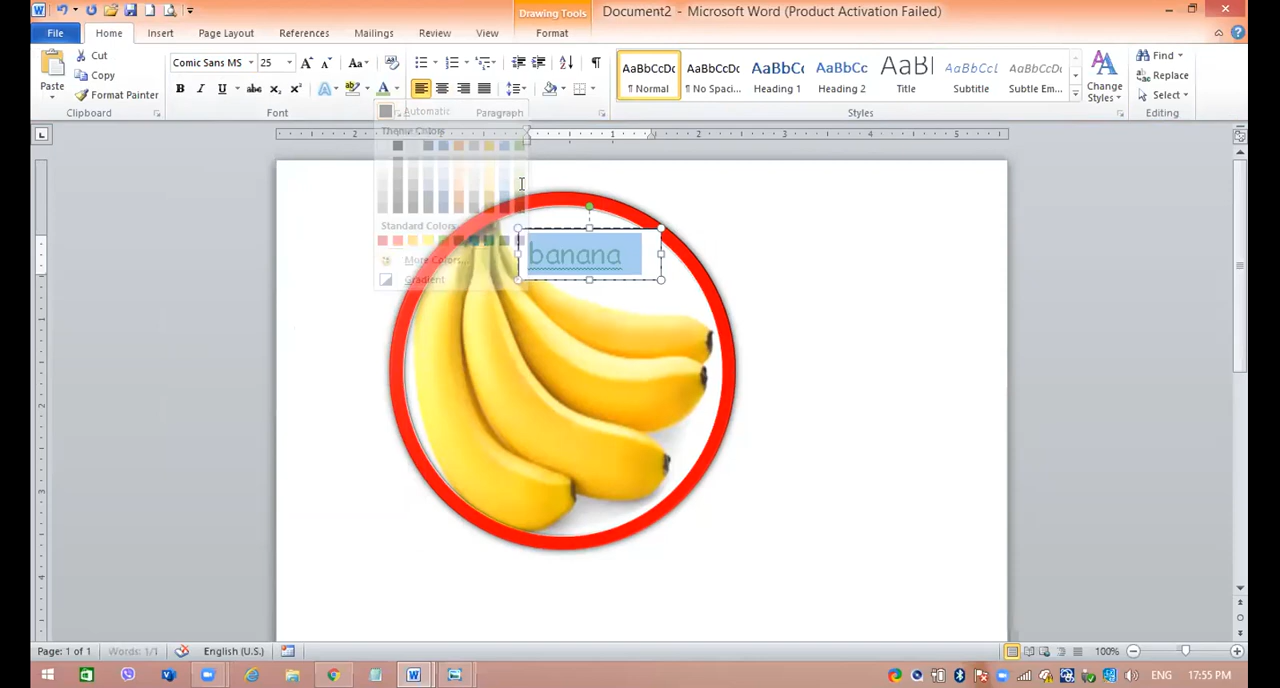 Drawing Tools
Document2 - Microsoft Word (Product Activation Failed)
File Home Insert Page Layout References Mailings Review View Format
Paste
Cut
Copy
Format Painter
Clipboard
Comic Sans MS 25
Font
Paragraph
AaBbCcDc
¶ Normal
AaBbCcDc
¶ No Spaci...
AaBbC
Heading 1
AaBbCc
Heading 2
AaBl
Title
AaBbCcL
Subtitle
AaBbCcDc
Subtle Em...
Change
Styles
Styles
Find
Replace
Select
Editing
Automatic
Theme Colors
Standard Colors
More Colors...
Gradient
banana
Page: 1 of 1 Words: 1/1 English (U.S.) 100%
ENG 17:55 PM